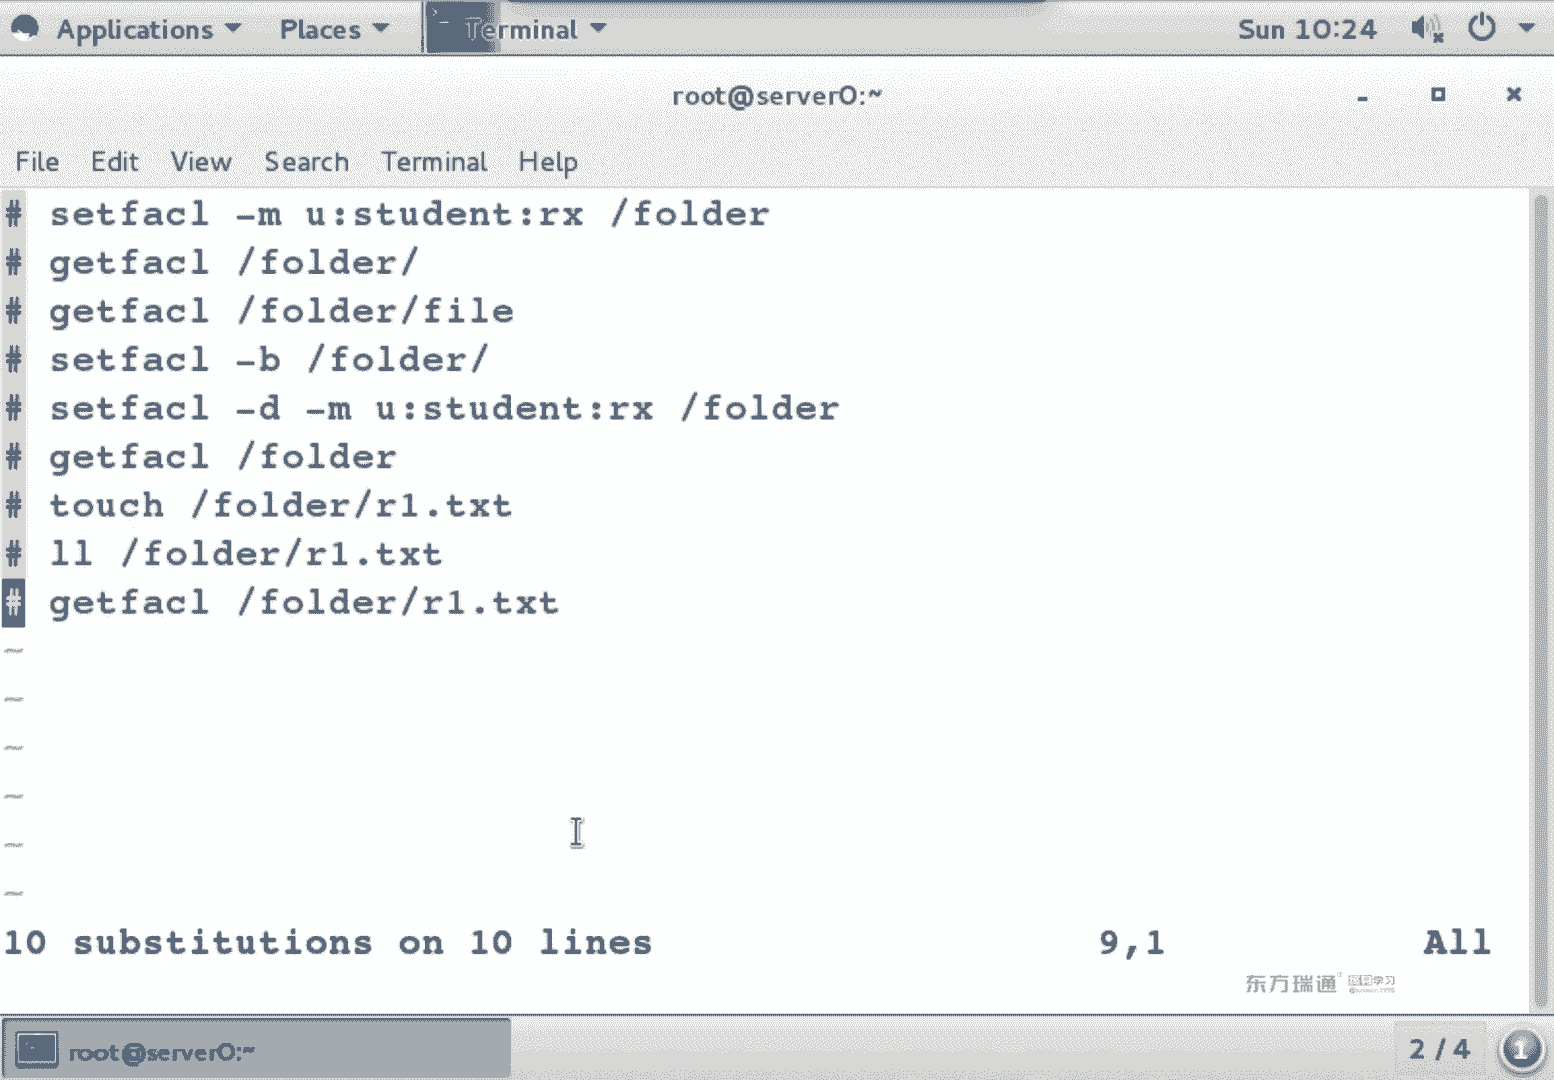 Applications Places Terminal Sun 10:24
root@server0:~
File Edit View Search Terminal Help
# setfacl -m u:student:rx /folder
# getfacl /folder/
# getfacl /folder/file
# setfacl -b /folder/
# setfacl -d -m u:student:rx /folder
# getfacl /folder
# touch /folder/r1.txt
# ll /folder/r1.txt
# getfacl /folder/r1.txt
~
~
~
~
~
~
10 substitutions on 10 lines 9,1 All
东方瑞通® 学习
root@server0:~ 2 / 4 1